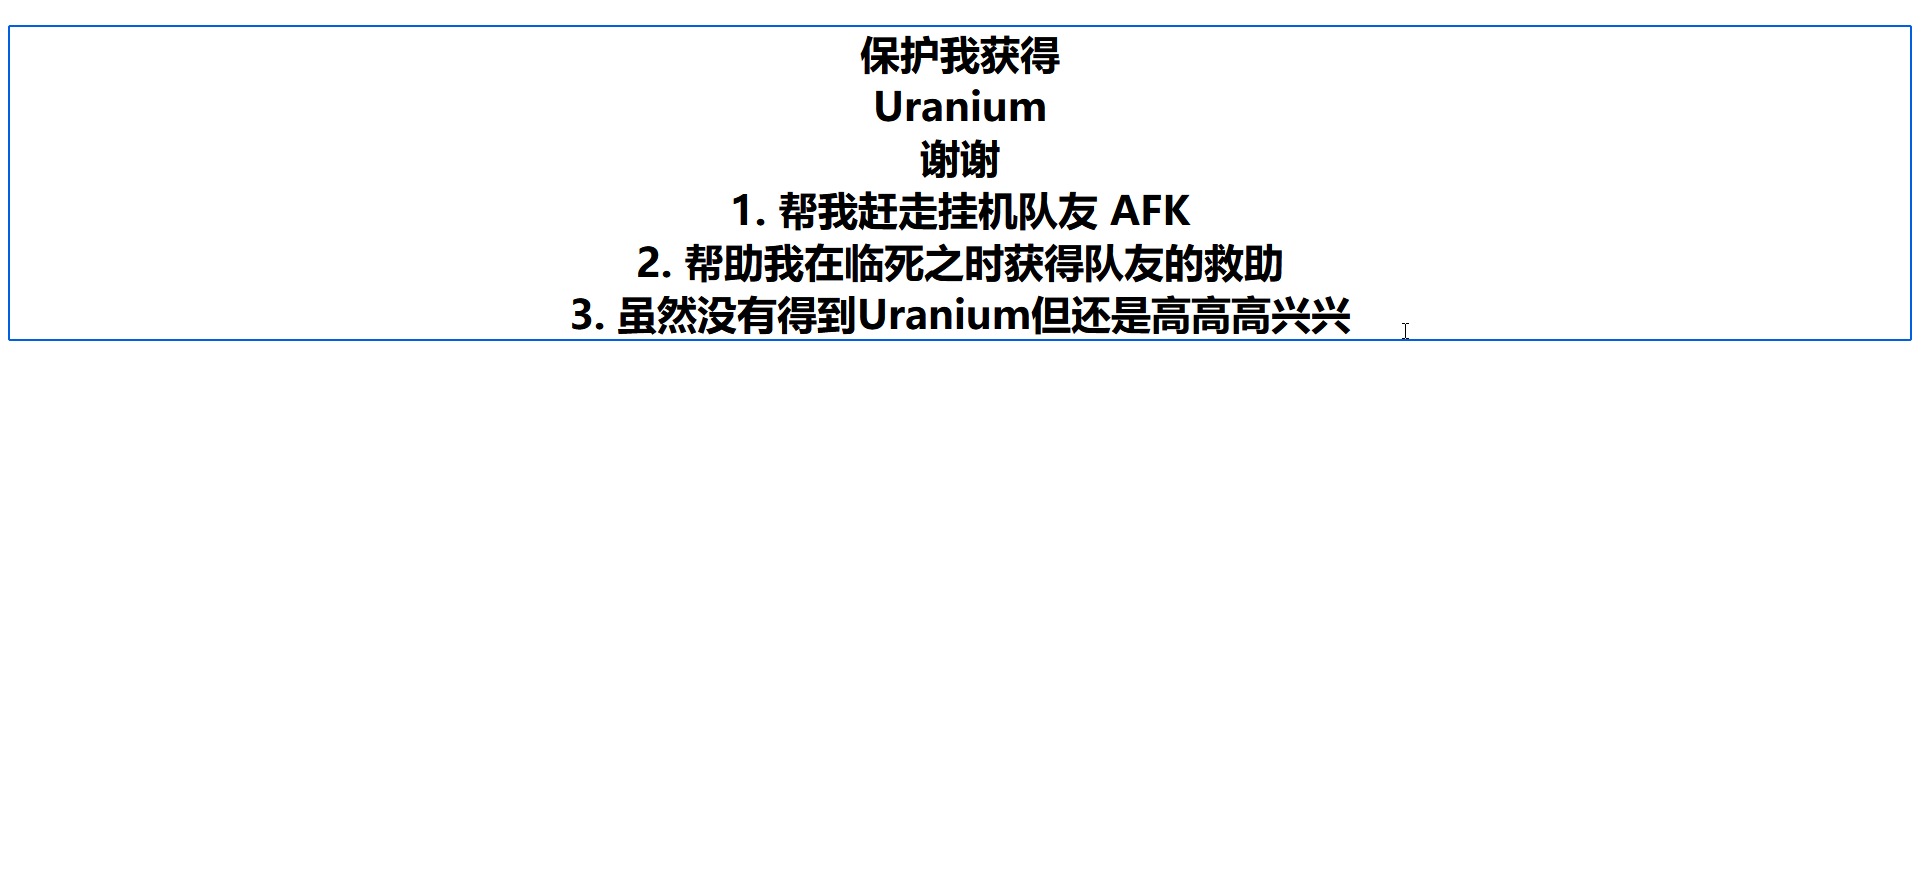 保护我获得
Uranium
谢谢
1. 帮我赶走挂机队友 AFK
2. 帮助我在临死之时获得队友的救助
3. 虽然没有得到Uranium但还是高高高兴兴